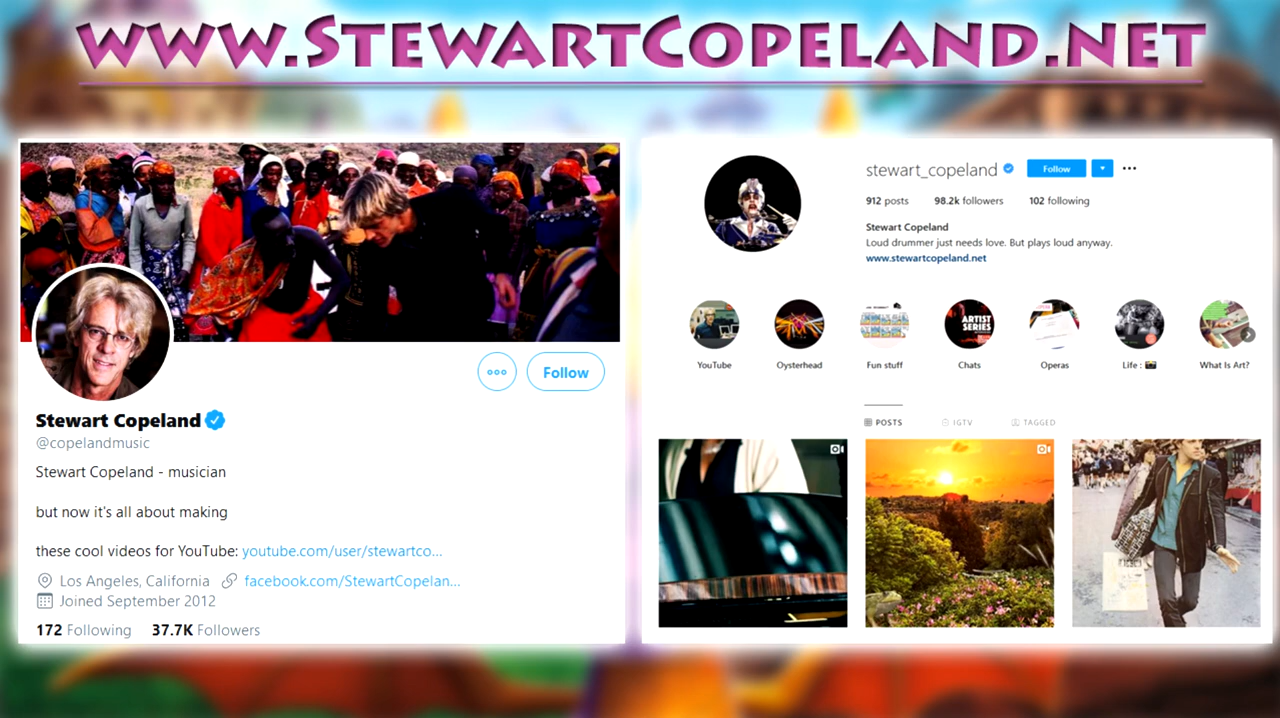 www.StewartCopeland.net
Follow
Stewart Copeland
@copelandmusic
Stewart Copeland - musician
but now it's all about making
these cool videos for YouTube: youtube.com/user/stewartco...
Los Angeles, California facebook.com/StewartCopelan...
Joined September 2012
172 Following 37.7K Followers
stewart_copeland Follow
912 posts 98.2k followers 102 following
Stewart Copeland
Loud drummer just needs love. But plays loud anyway.
www.stewartcopeland.net
ARTIST
SERIES
YouTube Oysterhead Fun stuff Chats Operas Life : What Is Art?
POSTS IGTV TAGGED